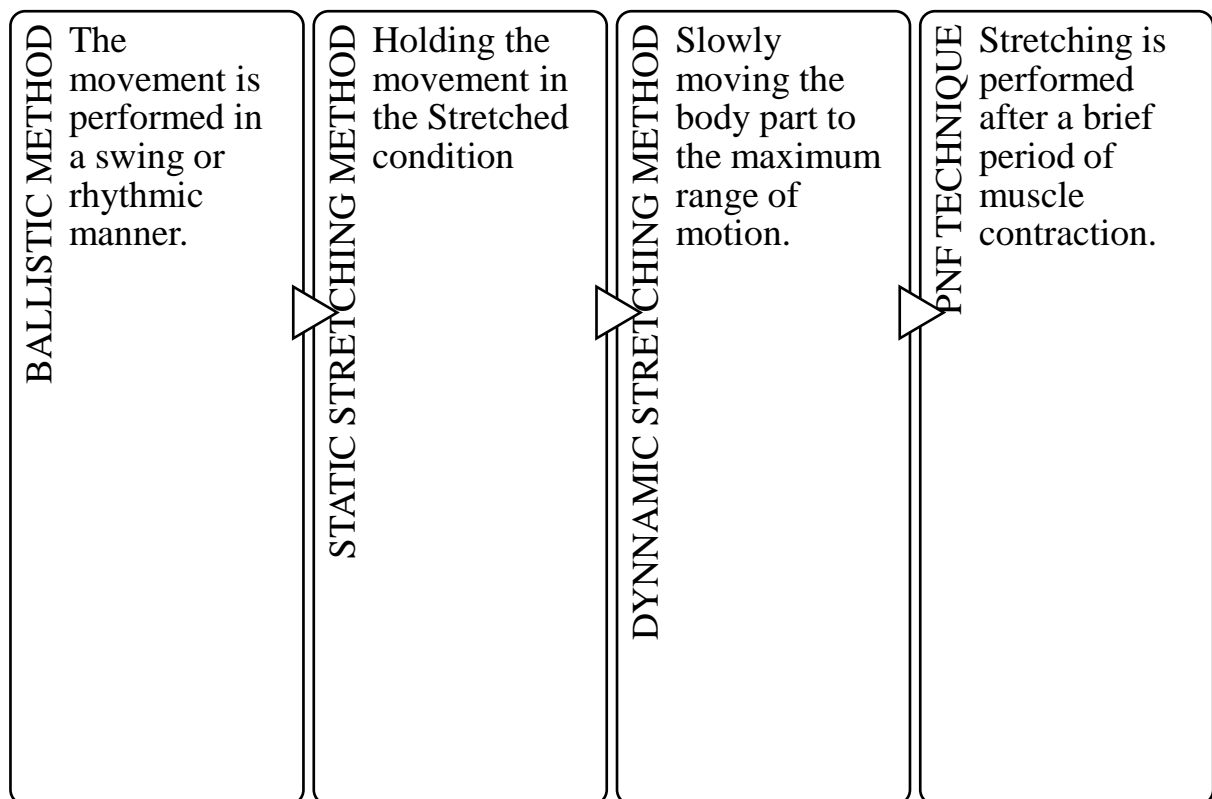 BALLISTIC METHOD
The
movement is
performed in
a swing or
rhythmic
manner.
STATIC STRETCHING METHOD
Holding the
movement in
the Stretched
condition
DYNNAMIC STRETCHING METHOD
Slowly
moving the
body part to
the maximum
range of
motion.
PNF TECHNIQUE
Stretching is
performed
after a brief
period of
muscle
contraction.